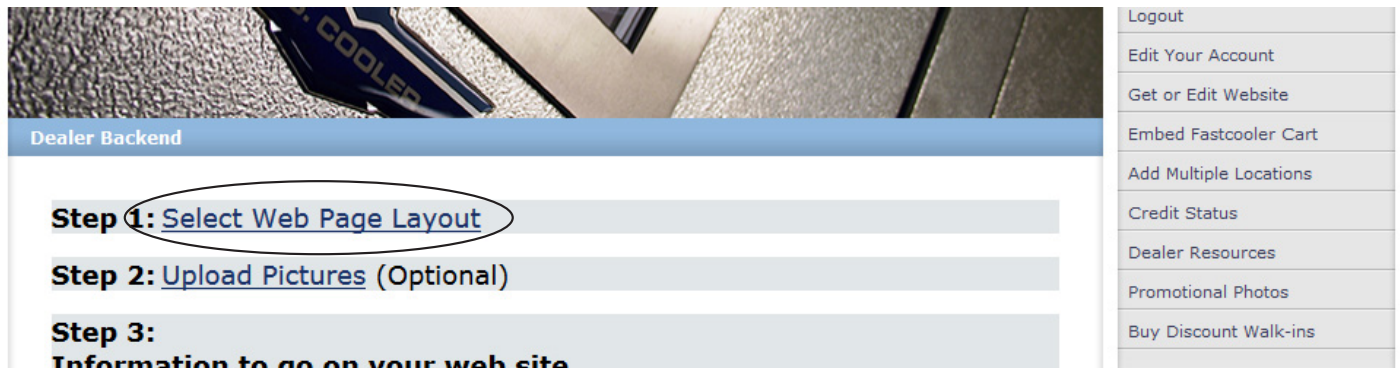 . COOLER
Dealer Backend
Step 1: Select Web Page Layout
Step 2: Upload Pictures (Optional)
Step 3:
Information to go on your web site
Logout
Edit Your Account
Get or Edit Website
Embed Fastcooler Cart
Add Multiple Locations
Credit Status
Dealer Resources
Promotional Photos
Buy Discount Walk-ins